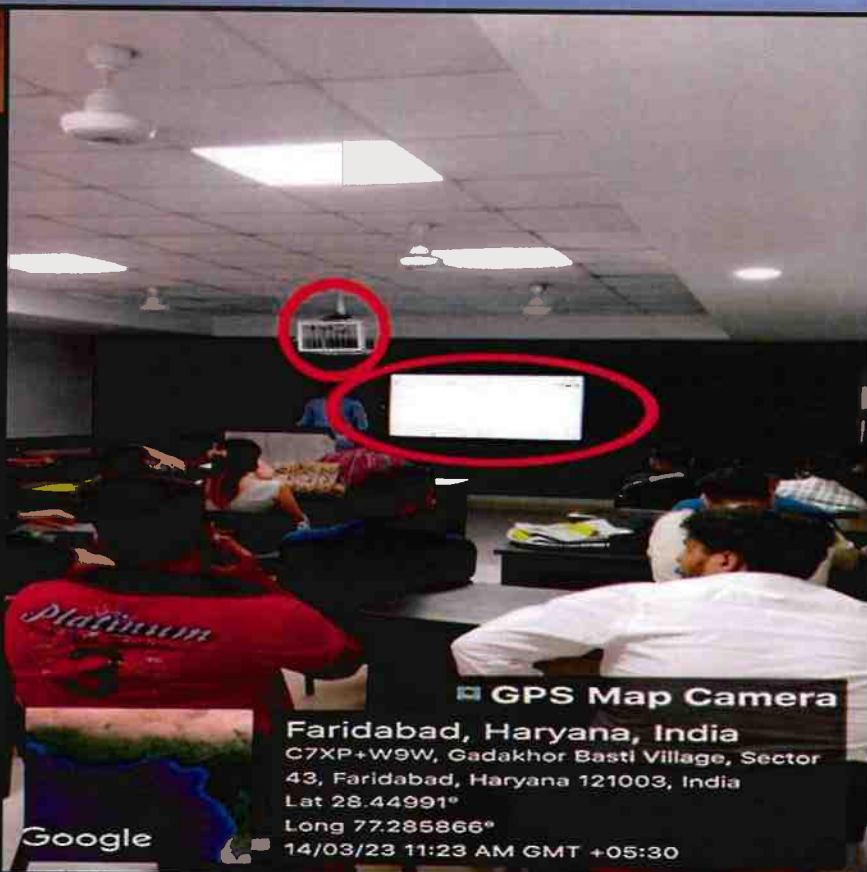 Platinum
GPS Map Camera
Faridabad, Haryana, India
C7XP+W9W, Gadakhor Basti Village, Sector
43, Faridabad, Haryana 121003, India
Lat 28.44991°
Long 77.285866°
14/03/23 11:23 AM GMT +05:30
Google